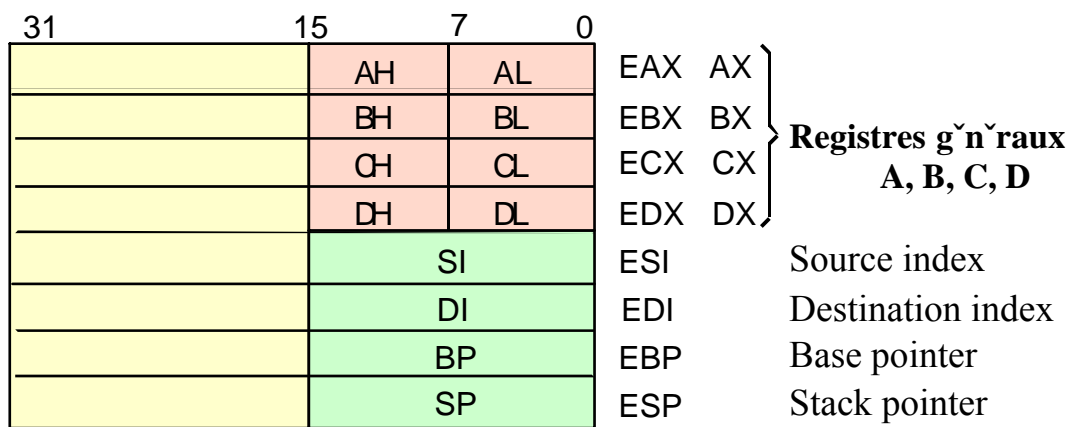 31 15 7 0
AH AL EAX AX
BH BL EBX BX
CH CL ECX CX
DH DL EDX DX
Registres gˇnˇraux
A, B, C, D
SI ESI Source index
DI EDI Destination index
BP EBP Base pointer
SP ESP Stack pointer